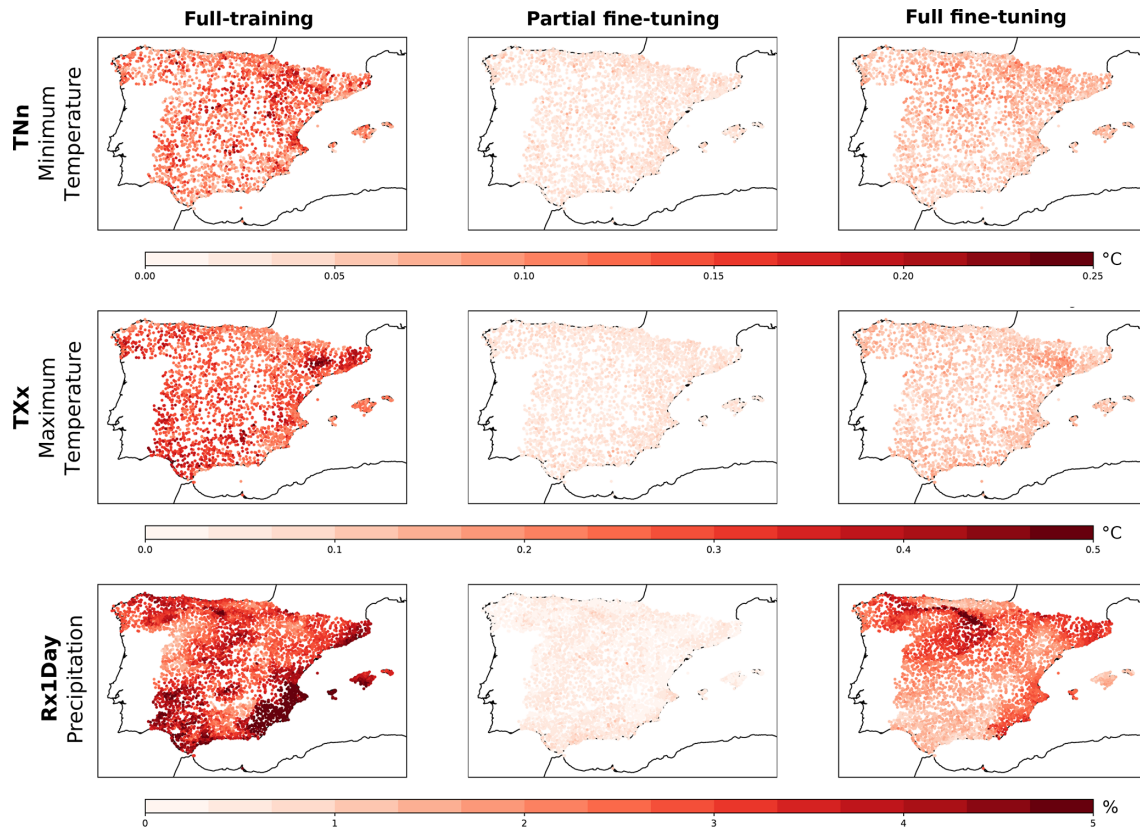 Full-training
Partial fine-tuning
Full fine-tuning
TNn
Minimum
Temperature
°C
0.00
0.05
0.10
0.15
0.20
0.25
TXx
Maximum
Temperature
°C
0.0
0.1
0.2
0.3
0.4
0.5
Rx1Day
Precipitation
%
0
1
2
3
4
5